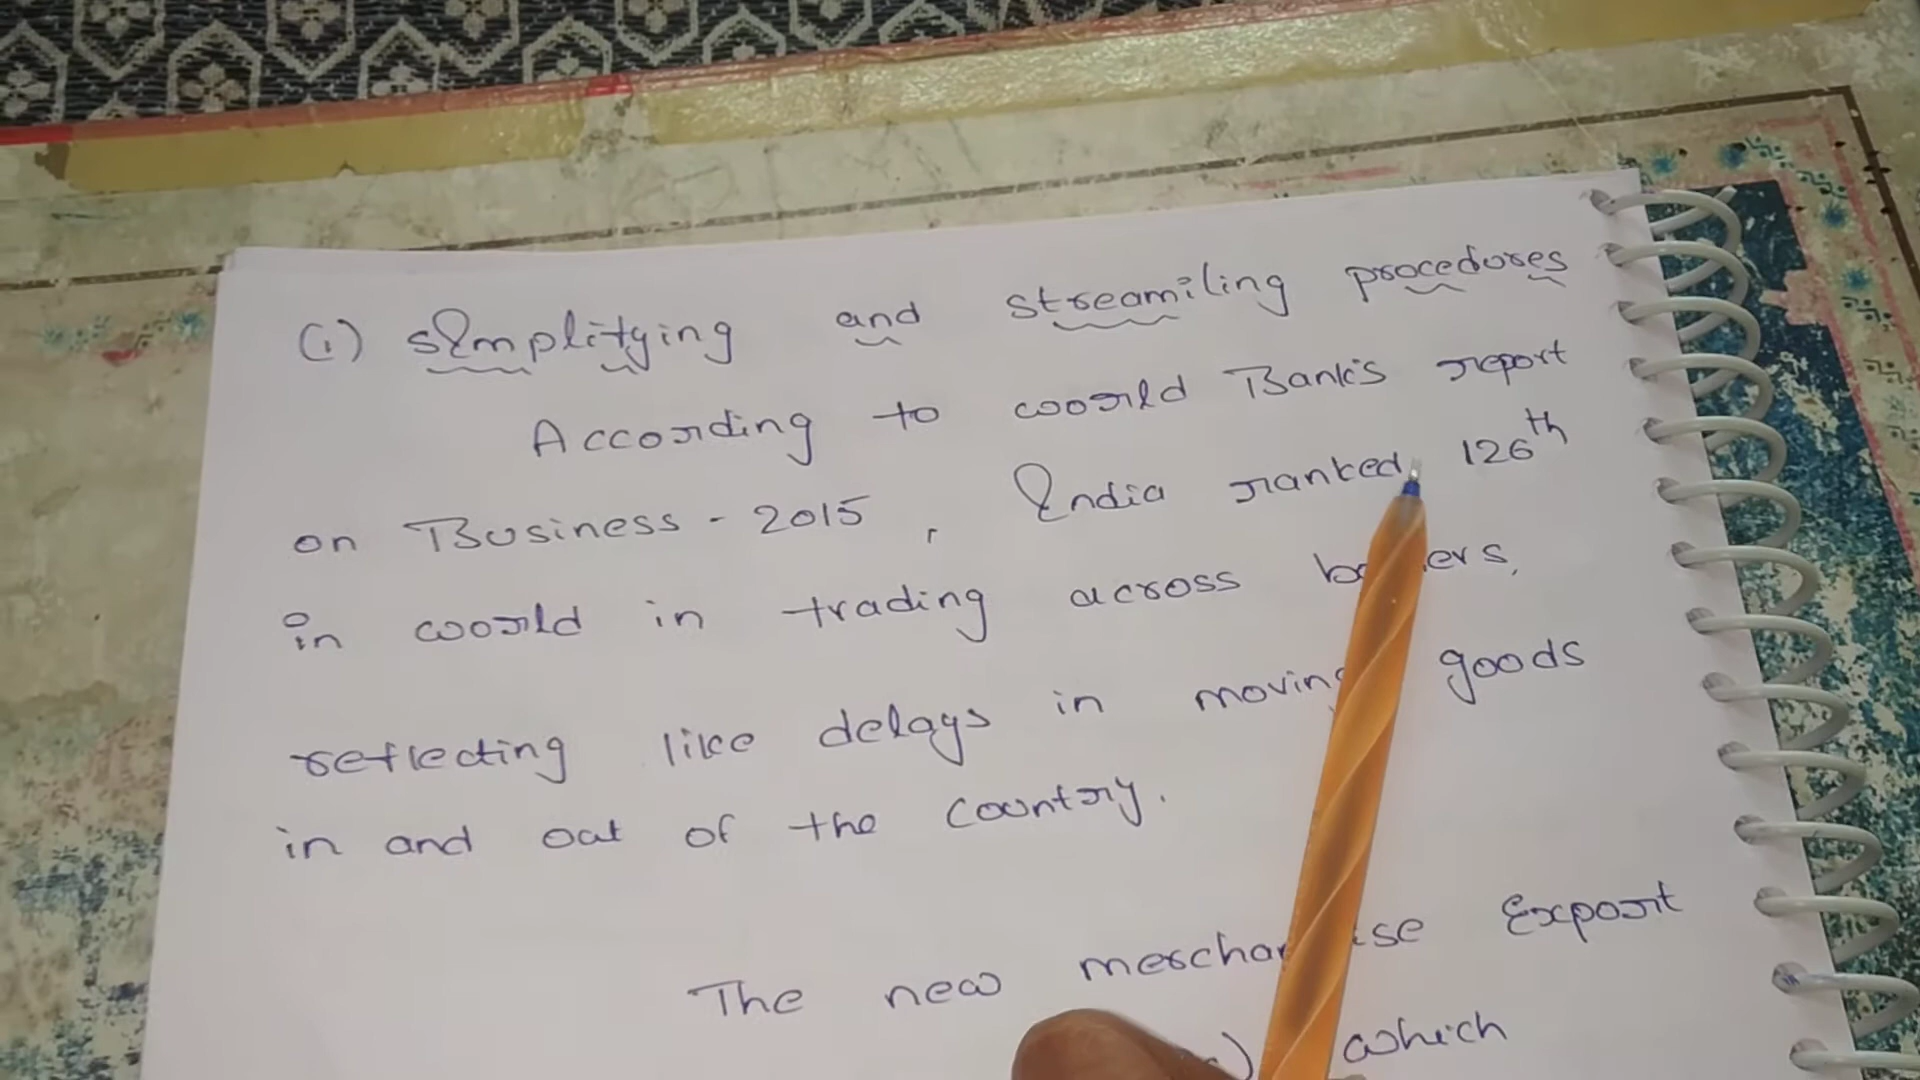 (i) simplifying and streamiling procedures
According to world Bank's report
on Business - 2015, India ranked 126th
in world in trading across
reflecting like delays in goods
in and out of the country.
The new Export
which